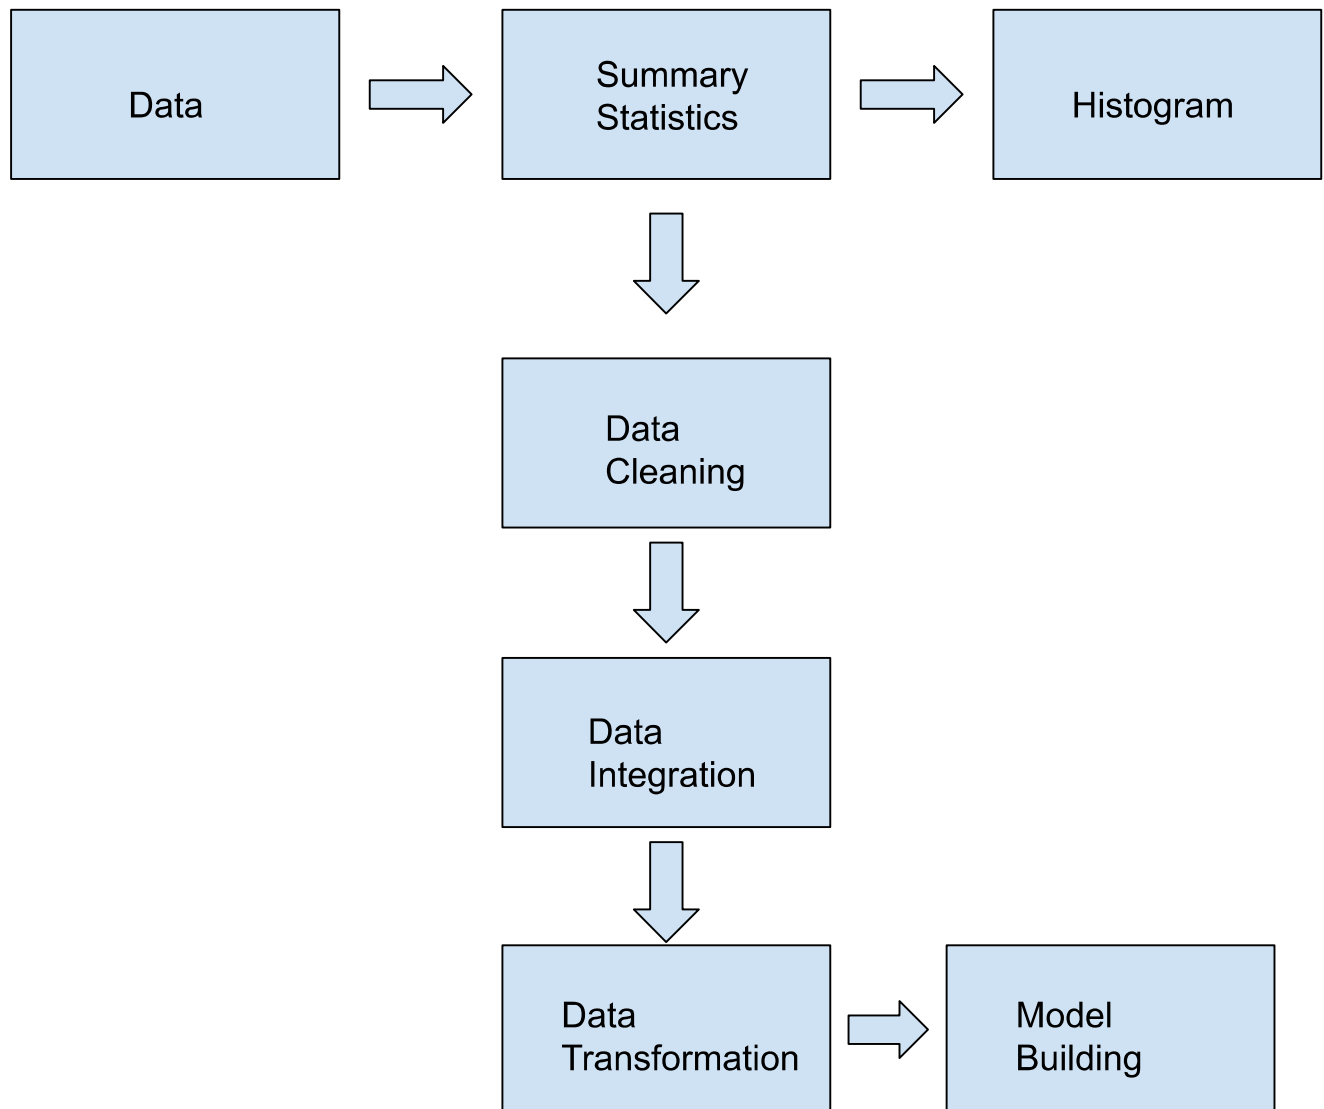 Data
Summary
Statistics
Histogram
Data
Cleaning
Data
Integration
Data
Transformation
Model
Building